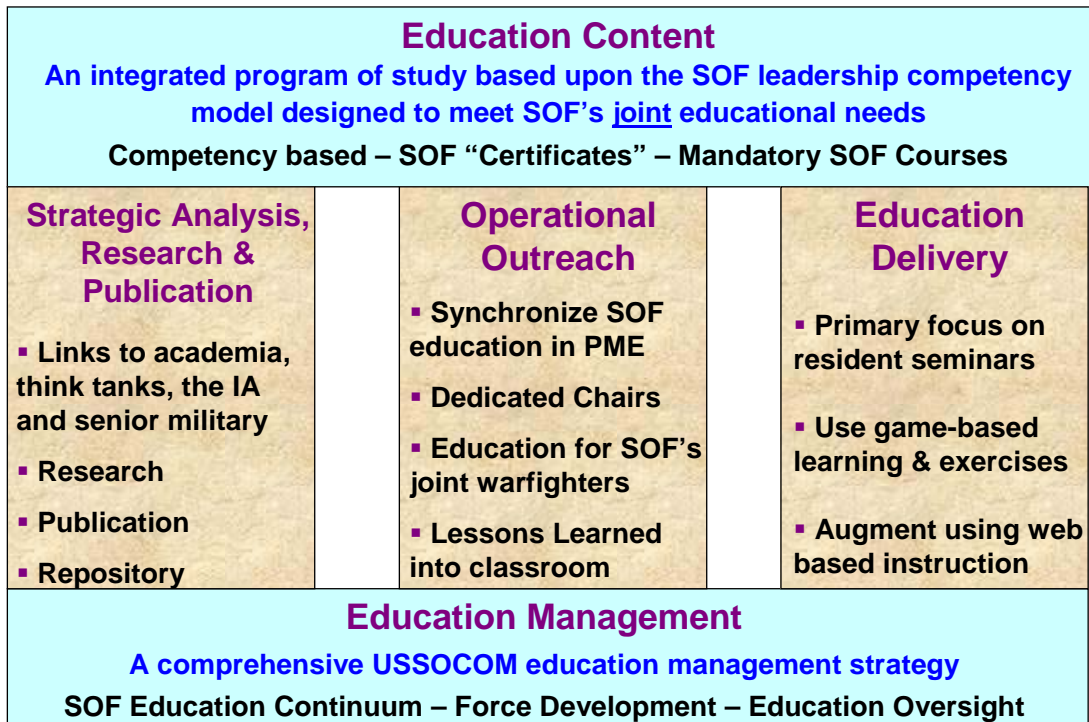 Education Content
An integrated program of study based upon the SOF leadership competency
model designed to meet SOF’s joint educational needs
Competency based – SOF “Certificates” – Mandatory SOF Courses
Strategic Analysis,
Research &
Publication
▪ Links to academia,
think tanks, the IA
and senior military
▪ Research
▪ Publication
▪ Repository
Operational
Outreach
▪ Synchronize SOF
education in PME
▪ Dedicated Chairs
▪ Education for SOF’s
joint warfighters
▪ Lessons Learned
into classroom
Education
Delivery
▪ Primary focus on
resident seminars
▪ Use game-based
learning & exercises
▪ Augment using web
based instruction
Education Management
A comprehensive USSOCOM education management strategy
SOF Education Continuum – Force Development – Education Oversight